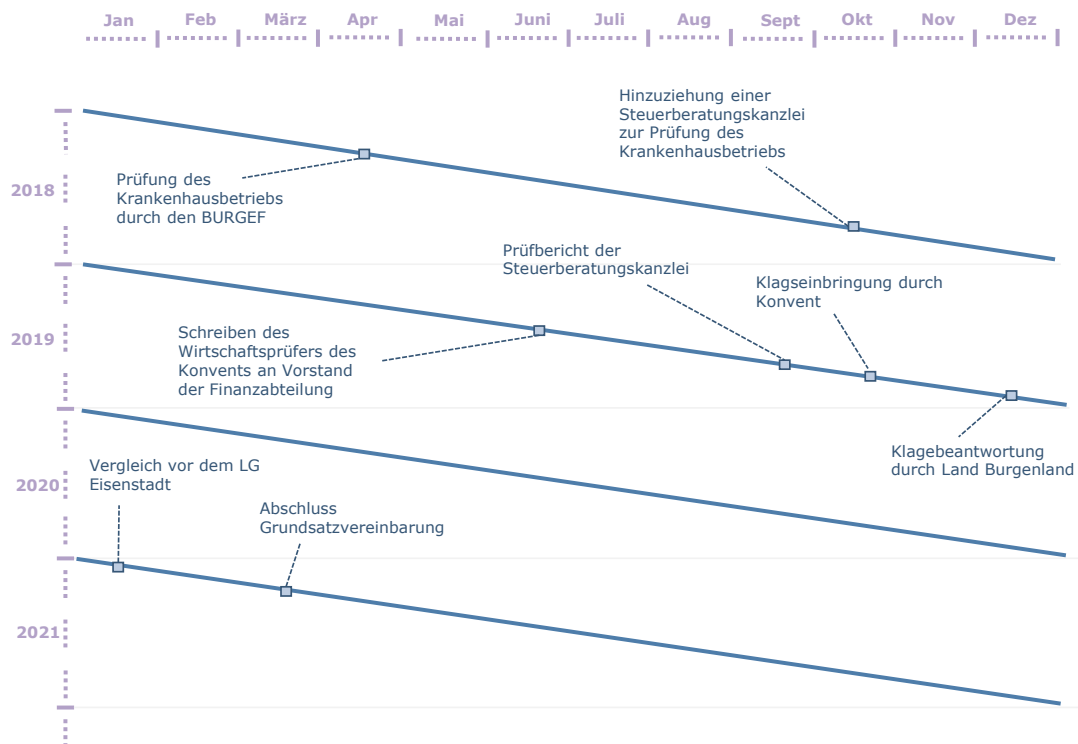 Jan Feb März Apr Mai Juni Juli Aug Sept Okt Nov Dez
Hinzuziehung einer
Steuerberatungskanzlei
zur Prüfung des
Krankenhausbetriebs
2018
Prüfung des
Krankenhausbetriebs
durch den BURGEF
Prüfbericht der
Steuerberatungskanzlei
Klagseinbringung durch
Konvent
2019
Schreiben des
Wirtschaftsprüfers des
Konvents an Vorstand
der Finanzabteilung
Klagebeantwortung
durch Land Burgenland
2020
Vergleich vor dem LG
Eisenstadt
Abschluss
Grundsatzvereinbarung
2021